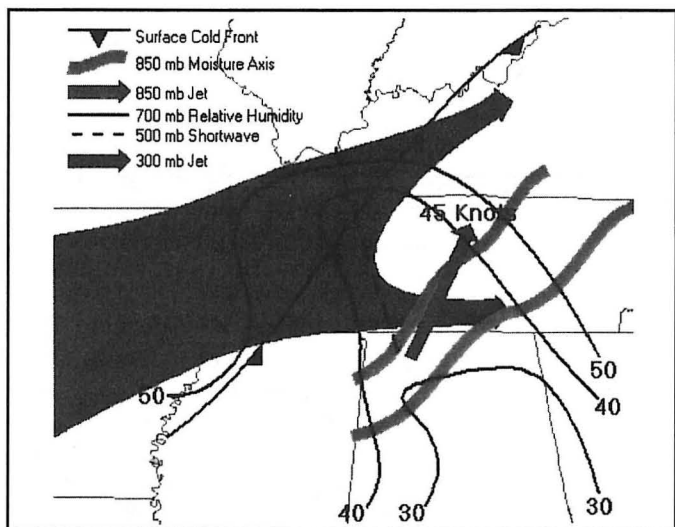 Surface Cold Front
850 mb Moisture Axis
850 mb Jet
700 mb Relative Humidity
500 mb Shortwave
300 mb Jet
45 Knots
50
40
50
30
40
30